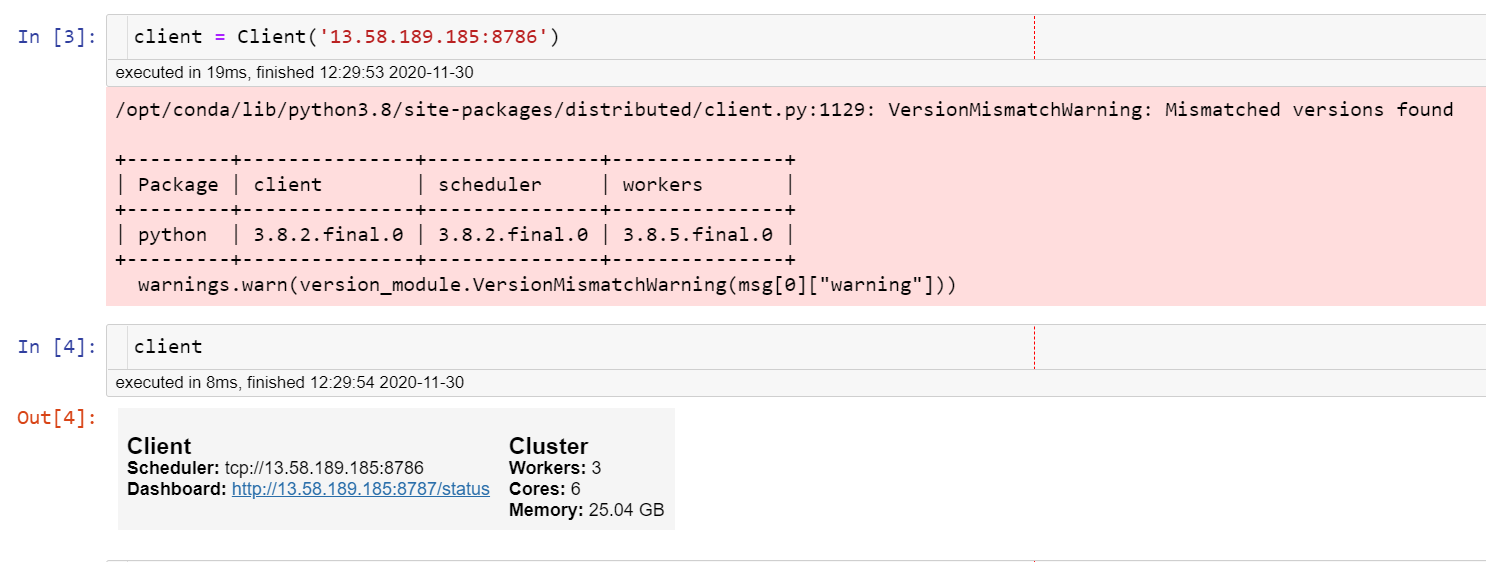 In [3]: client = Client('13.58.189.185:8786')
executed in 19ms, finished 12:29:53 2020-11-30
/opt/conda/lib/python3.8/site-packages/distributed/client.py:1129: VersionMismatchWarning: Mismatched versions found
+---------+---------------+---------------+---------------+
| Package | client        | scheduler     | workers       |
+---------+---------------+---------------+---------------+
| python  | 3.8.2.final.0 | 3.8.2.final.0 | 3.8.5.final.0 |
+---------+---------------+---------------+---------------+
  warnings.warn(version_module.VersionMismatchWarning(msg[0]["warning"]))
In [4]: client
executed in 8ms, finished 12:29:54 2020-11-30
Out[4]:
Client
Scheduler: tcp://13.58.189.185:8786
Dashboard: http://13.58.189.185:8787/status
Cluster
Workers: 3
Cores: 6
Memory: 25.04 GB